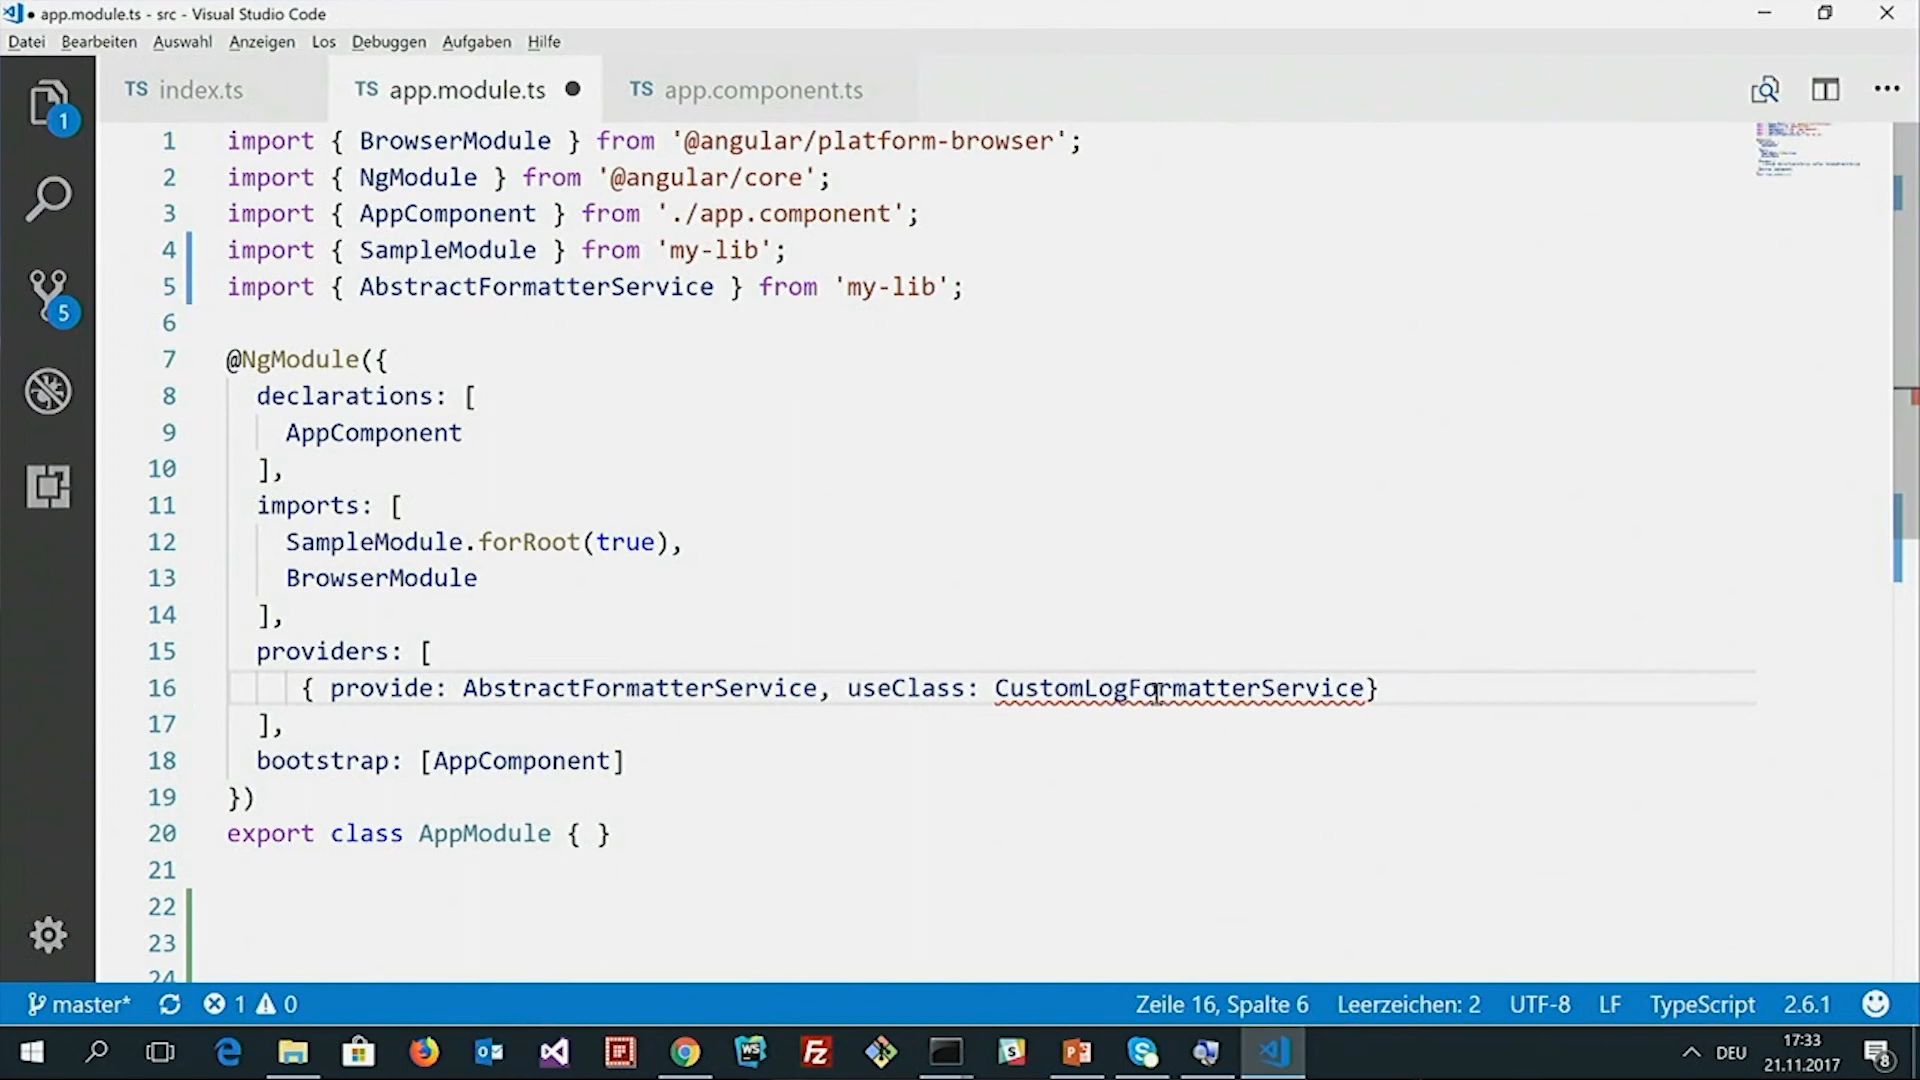 app.module.ts - src - Visual Studio Code
Datei Bearbeiten Auswahl Anzeigen Los Debuggen Aufgaben Hilfe
TS index.ts TS app.module.ts ● TS app.component.ts
1 import { BrowserModule } from '@angular/platform-browser';
2 import { NgModule } from '@angular/core';
3 import { AppComponent } from './app.component';
4 import { SampleModule } from 'my-lib';
5 import { AbstractFormatterService } from 'my-lib';
6
7 @NgModule({
8 declarations: [
9 AppComponent
10 ],
11 imports: [
12 SampleModule.forRoot(true),
13 BrowserModule
14 ],
15 providers: [
16 { provide: AbstractFormatterService, useClass: CustomLogFormatterService}
17 ],
18 bootstrap: [AppComponent]
19 })
20 export class AppModule { }
21
22
23
24
1
5
master* 1 0 Zeile 16, Spalte 6 Leerzeichen: 2 UTF-8 LF TypeScript 2.6.1
DEU 17:33
21.11.2017
8